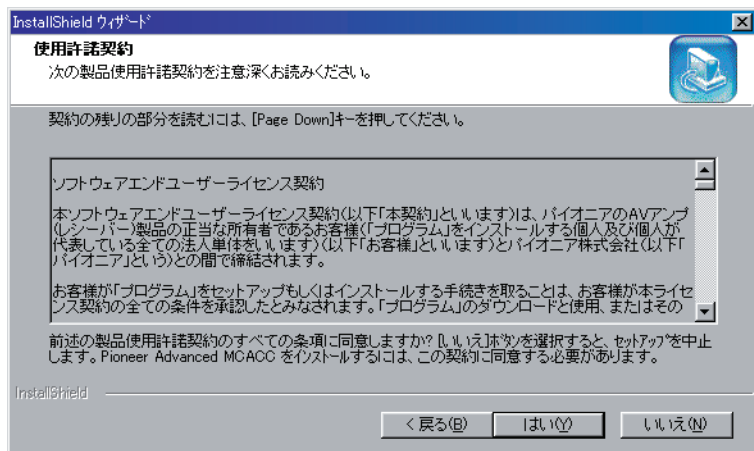 InstallShield ウィザード
使用許諾契約
次の製品使用許諾契約を注意深くお読みください。
契約の残りの部分を読むには、[Page Down]キーを押してください。
ソフトウェアエンドユーザーライセンス契約
本ソフトウェアエンドユーザーライセンス契約(以下「本契約」といいます)は、パイオニアのAVアンプ
(レシーバー)製品の正当な所有者であるお客様(「プログラム」をインストールする個人及び個人が
代表している全ての法人単体をいいます)(以下「お客様」といいます)とパイオニア株式会社(以下「
パイオニア」という)との間で締結されます。
お客様が「プログラム」をセットアップもしくはインストールする手続きを取ることは、お客様が本ライセ
ンス契約の全ての条件を承認したとみなされます。「プログラム」のダウンロードと使用、またはその
前述の製品使用許諾契約のすべての条項に同意しますか? [いいえ]ボタンを選択すると、セットアップを中止
します。 Pioneer Advanced MCACC をインストールするには、この契約に同意する必要があります。
InstallShield
< 戻る(B) はい(Y) いいえ(N)